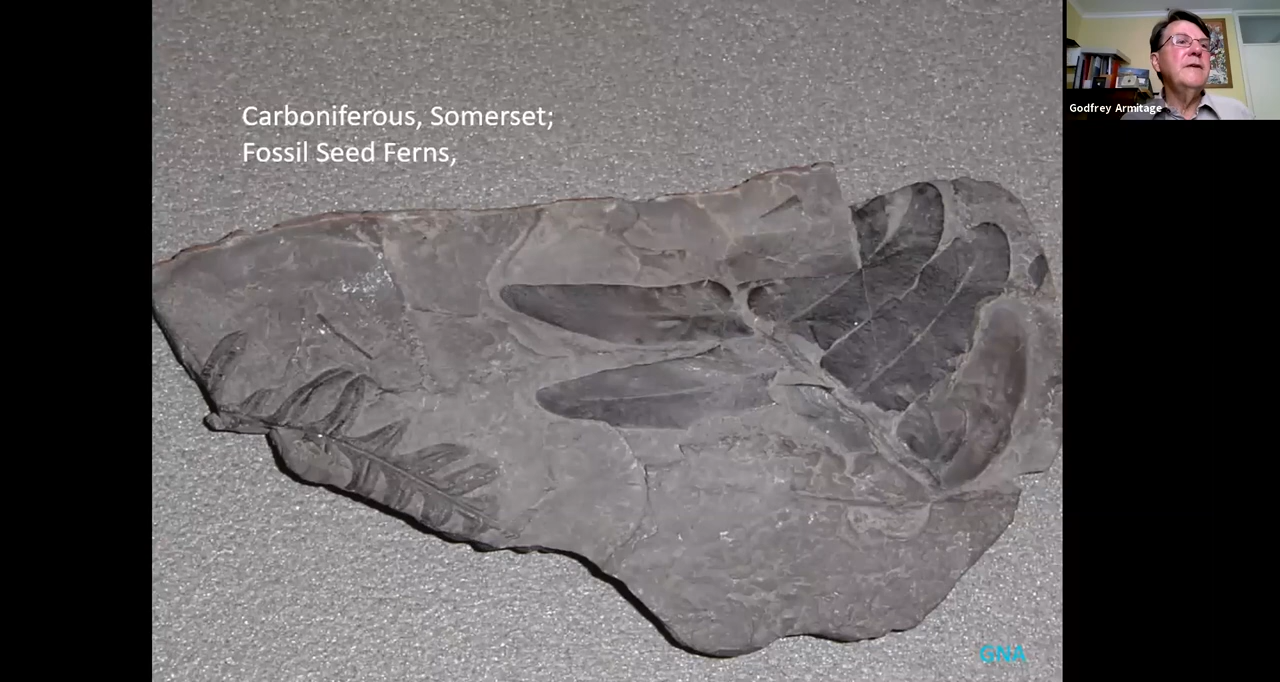 Carboniferous, Somerset;
Fossil Seed Ferns,
Godfrey Armitage
GNA